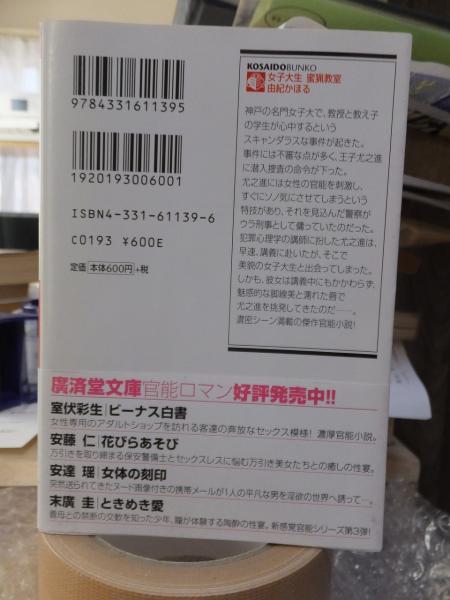 9784331611395
1920193006001
ISBN4-331-61139-6
C0193 ¥600E
定価 本体600円 +税
KOSAIDO BUNKO
女子大生 蜜猟教室
由紀かほる
神戸の名門女子大で、教授と教え子
の学生が心中するという
スキャンダラスな事件が起きた。
事件には不審な点が多く、王子尤之進
に潜入捜査の命令が下った。
尤之進には女性の官能を刺激し、
すぐにソノ気にさせてしまうという
特技があり、それを見込んだ警察が
ウラ刑事として傭っていたのだった。
犯罪心理学の講師に扮した尤之進は、
早速、講義に赴いたが、そこで
美貌の女子大生と出会ってしまった。
しかも、彼女は講義中にもかかわらず、
魅惑的な脚線美と濡れた唇で
尤之進を挑発してきたのだ──。
濃密シーン満載の傑作官能小説!
廣済堂文庫官能ロマン好評発売中!!
室伏彩生|ビーナス白書
女性専用のアダルトショップを訪れる客達の奔放なセックス模様! 濃厚官能小説。
安藤 仁|花びらあそび
万引きを取り締まる保安警備士とセックスレスに悩む万引き美女たちとの癒しの性宴。
安達 瑶|女体の刻印
突然送られてきたヌード画像付きの携帯メールが1人の平凡な男を淫欲の世界へ誘って…。
末廣 圭|ときめき愛
義母との禁断の交歓を知った少年、瞳が体験する陶酔の性宴。新感覚官能シリーズ第3弾!